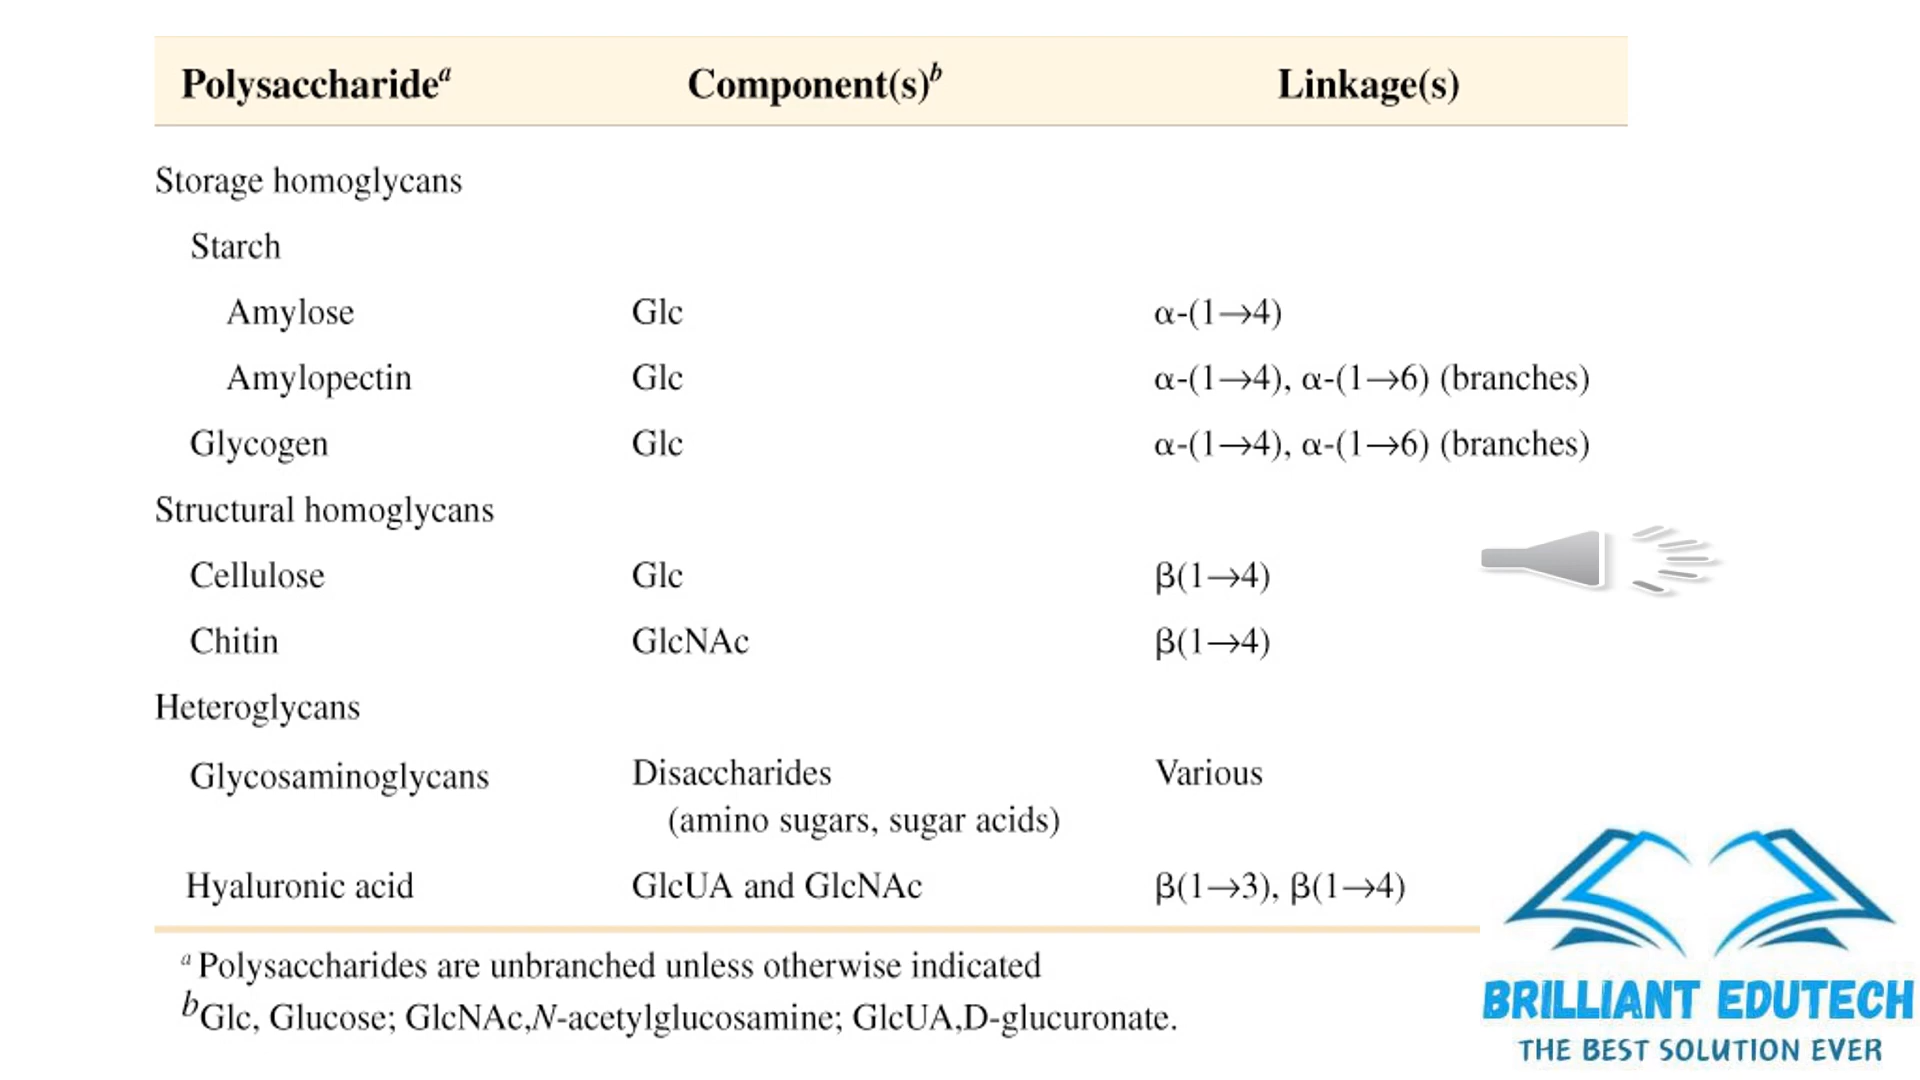 Polysaccharideᵃ Component(s)ᵇ Linkage(s)
Storage homoglycans
Starch
Amylose Glc α-(1→4)
Amylopectin Glc α-(1→4), α-(1→6) (branches)
Glycogen Glc α-(1→4), α-(1→6) (branches)
Structural homoglycans
Cellulose Glc β(1→4)
Chitin GlcNAc β(1→4)
Heteroglycans
Glycosaminoglycans Disaccharides Various
(amino sugars, sugar acids)
Hyaluronic acid GlcUA and GlcNAc β(1→3), β(1→4)
ᵃ Polysaccharides are unbranched unless otherwise indicated
ᵇGlc, Glucose; GlcNAc,N-acetylglucosamine; GlcUA,D-glucuronate.
BRILLIANT EDUTECH
THE BEST SOLUTION EVER